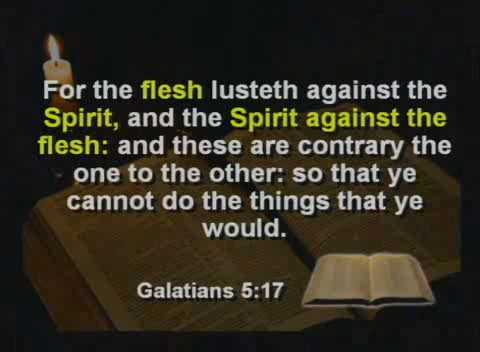 For the flesh lusteth against the
Spirit, and the Spirit against the
flesh: and these are contrary the
one to the other: so that ye
cannot do the things that ye
would.
Galatians 5:17